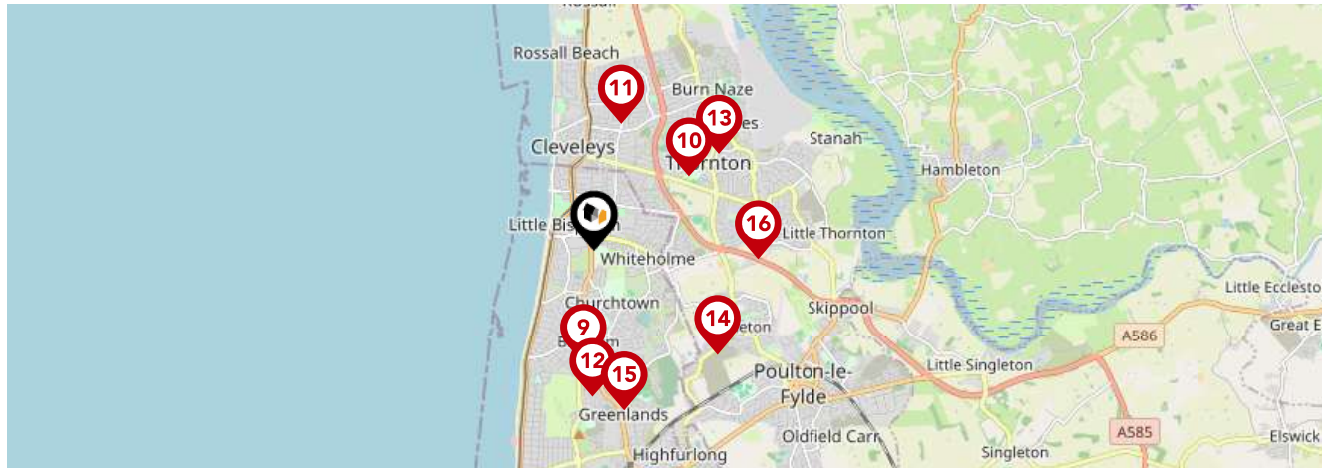 Rossall Beach
11
Burn Naze
13
10
Stanah
Cleveleys
Thornton
Hambleton
Little Bispham
16
Little Thornton
Whiteholme
Little Eccleston
Churchtown
Skippool
9
14
Great E
A586
12
15
Poulton-le-
Fylde
Little Singleton
Greenlands
A585
Oldfield Carr
Elswick
Highfurlong
Singleton